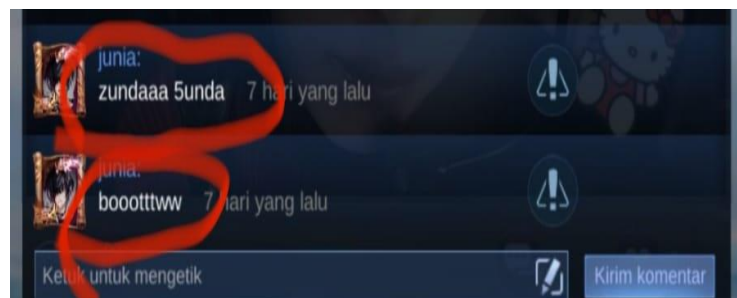 junia:
zundaaa 5unda 7 hari yang lalu
junia:
boootttww 7 hari yang lalu
Ketuk untuk mengetik
Kirim komentar